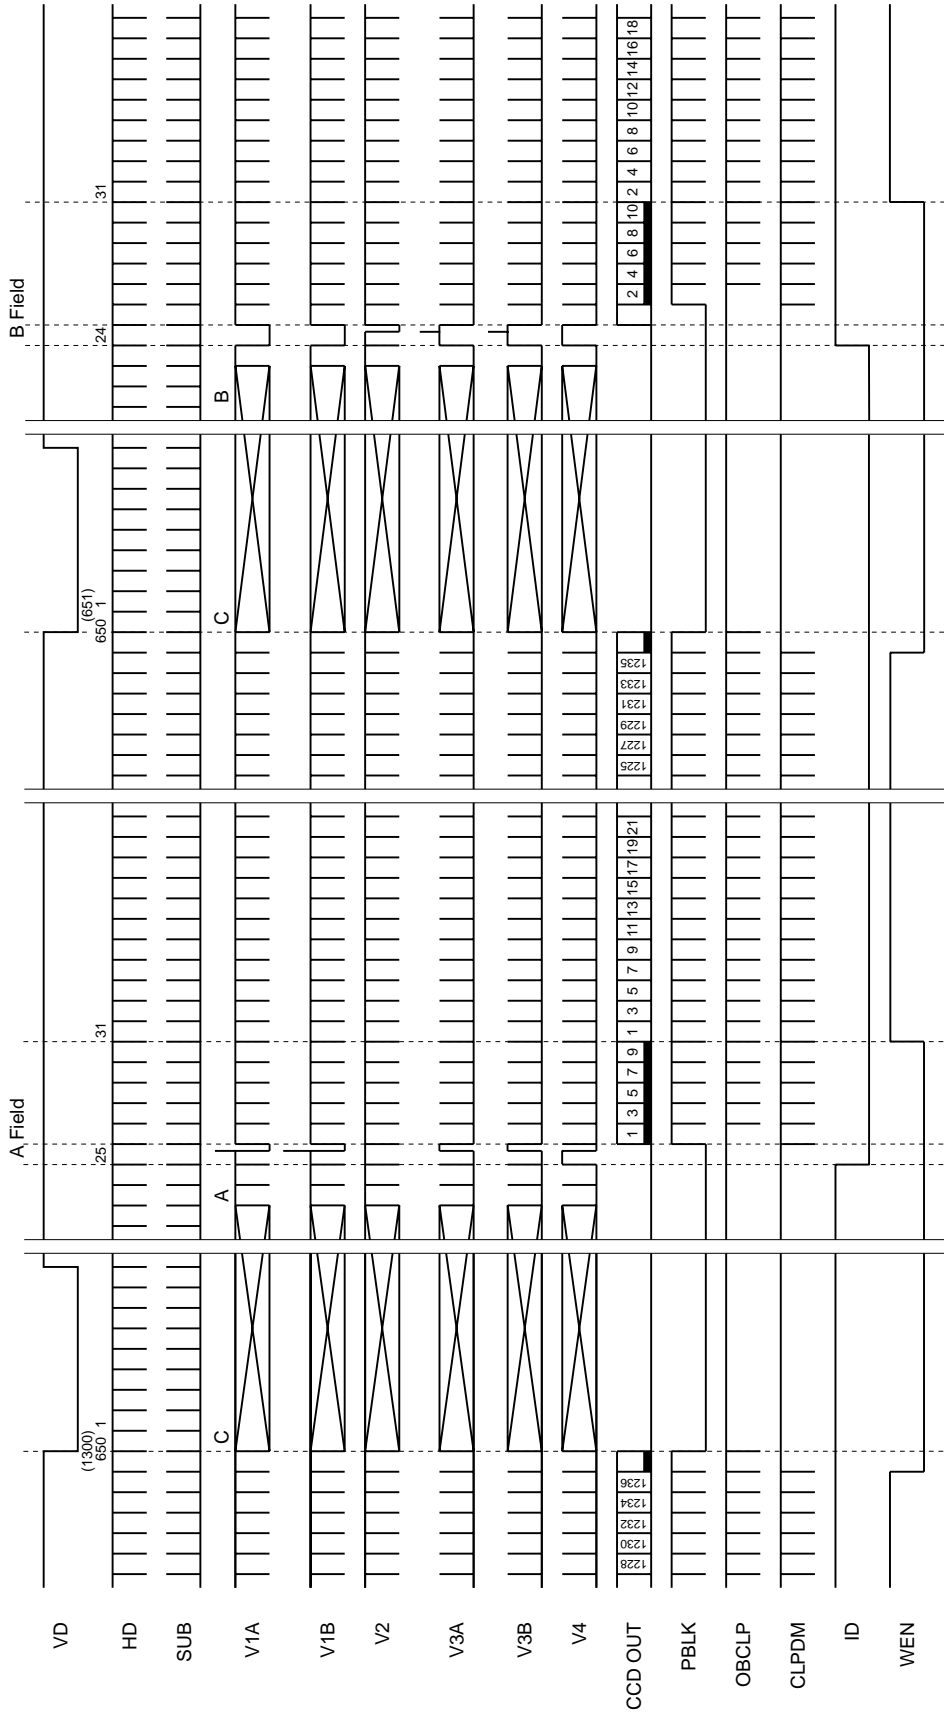 A Field B Field
VD
(1300) (651)
650 1 25 31 650 1 24 31
HD
SUB
C A C B
V1A
V1B
V2
V3A
V3B
V4
CCD OUT 1228 1230 1232 1234 1236 1 3 5 7 9 1 3 5 7 9 11 13 15 17 19 21 1225 1227 1229 1231 1233 1235 2 4 6 8 10 2 4 6 8 10 12 14 16 18
PBLK
OBCLP
CLPDM
ID
WEN